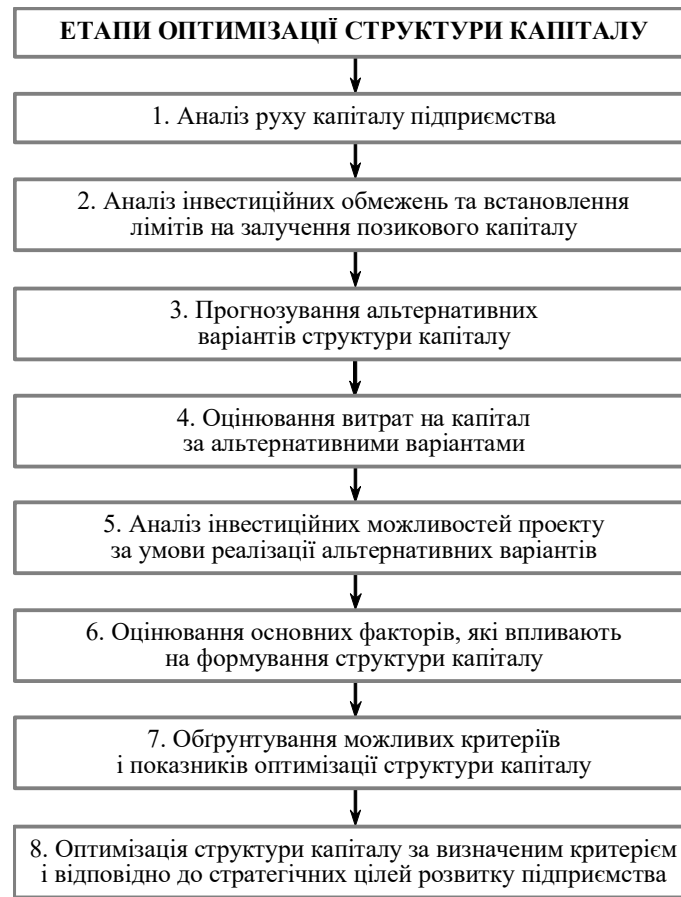 ЕТАПИ ОПТИМІЗАЦІЇ СТРУКТУРИ КАПІТАЛУ
1. Аналіз руху капіталу підприємства
2. Аналіз інвестиційних обмежень та встановлення
лімітів на залучення позикового капіталу
3. Прогнозування альтернативних
варіантів структури капіталу
4. Оцінювання витрат на капітал
за альтернативними варіантами
5. Аналіз інвестиційних можливостей проекту
за умови реалізації альтернативних варіантів
6. Оцінювання основних факторів, які впливають
на формування структури капіталу
7. Обґрунтування можливих критеріїв
і показників оптимізації структури капіталу
8. Оптимізація структури капіталу за визначеним критерієм
і відповідно до стратегічних цілей розвитку підприємства